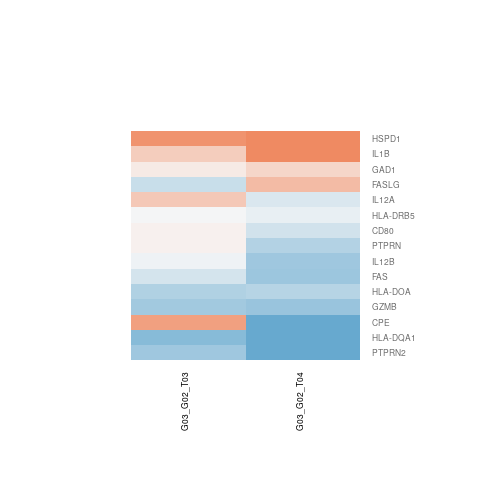 HSPD1
IL1B
GAD1
FASLG
IL12A
HLA-DRB5
CD80
PTPRN
IL12B
FAS
HLA-DOA
GZMB
CPE
HLA-DQA1
PTPRN2
G03_G02_T03
G03_G02_T04